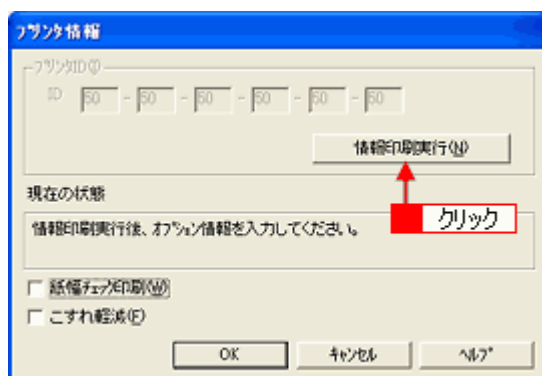 プリンタ情報
プリンタID(I)
ID 50 - 50 - 50 - 50 - 50 - 50
情報印刷実行(N)
現在の状態
情報印刷実行後、オプション情報を入力してください。
クリック
紙幅チェック印刷(W)
こすれ軽減(F)
OK キャンセル ヘルプ